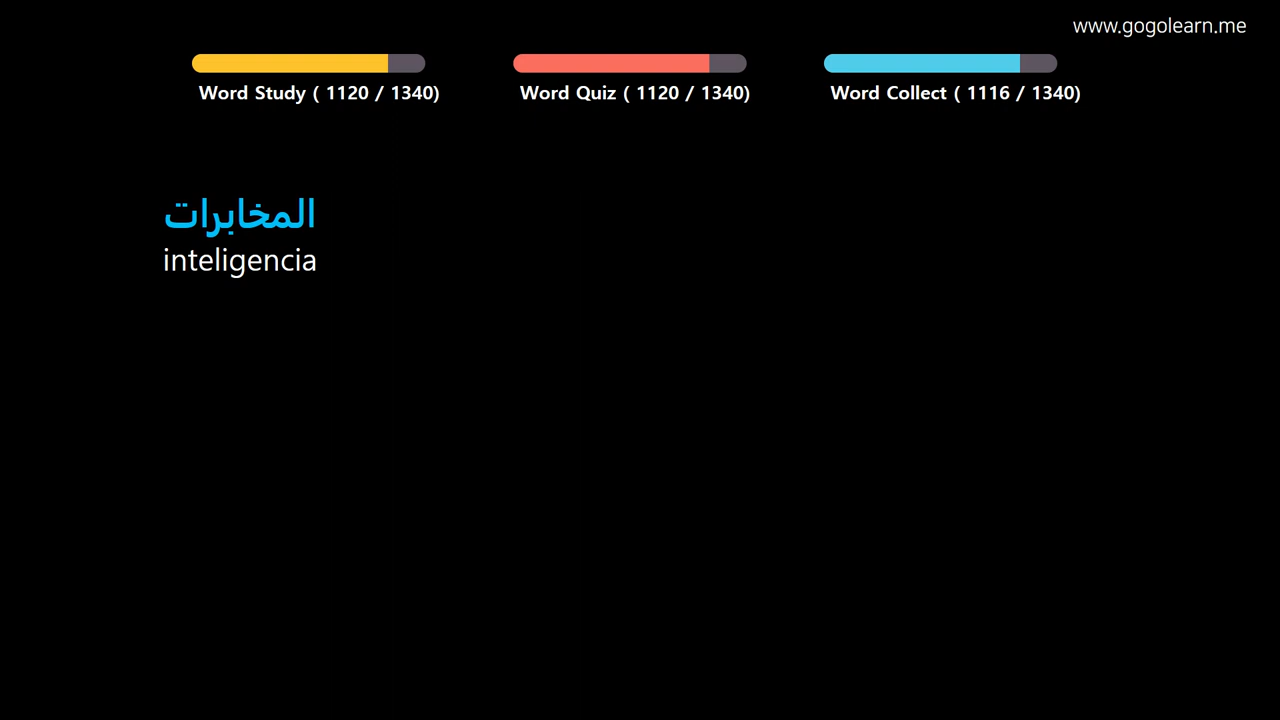 www.gogolearn.me
Word Study ( 1120 / 1340)
Word Quiz ( 1120 / 1340)
Word Collect ( 1116 / 1340)
المخابرات
inteligencia